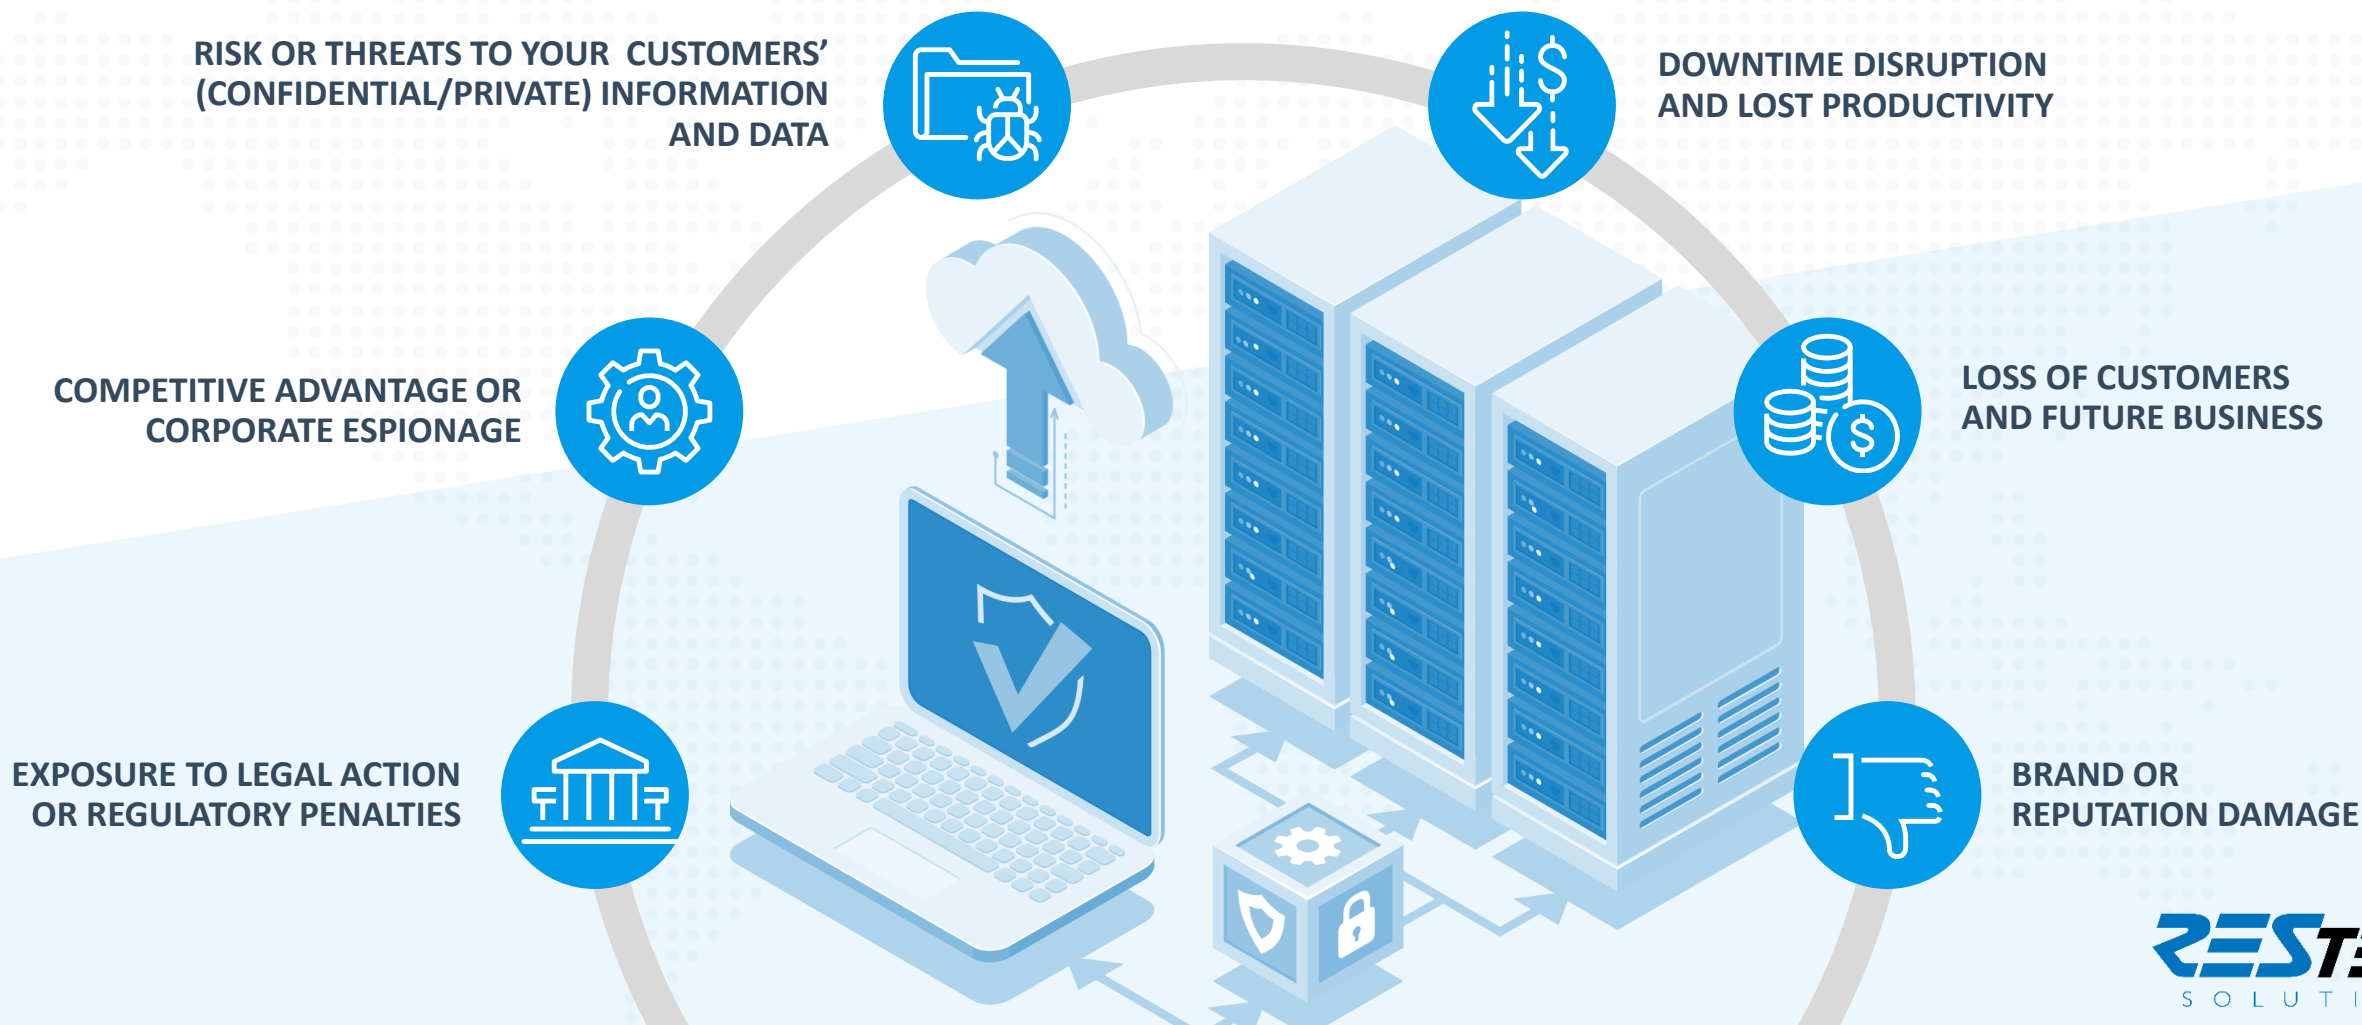 RISK OR THREATS TO YOUR CUSTOMERS’
(CONFIDENTIAL/PRIVATE) INFORMATION
AND DATA
DOWNTIME DISRUPTION
AND LOST PRODUCTIVITY
COMPETITIVE ADVANTAGE OR
CORPORATE ESPIONAGE
LOSS OF CUSTOMERS
AND FUTURE BUSINESS
EXPOSURE TO LEGAL ACTION
OR REGULATORY PENALTIES
BRAND OR
REPUTATION DAMAGE
RESTE
SOLUTI